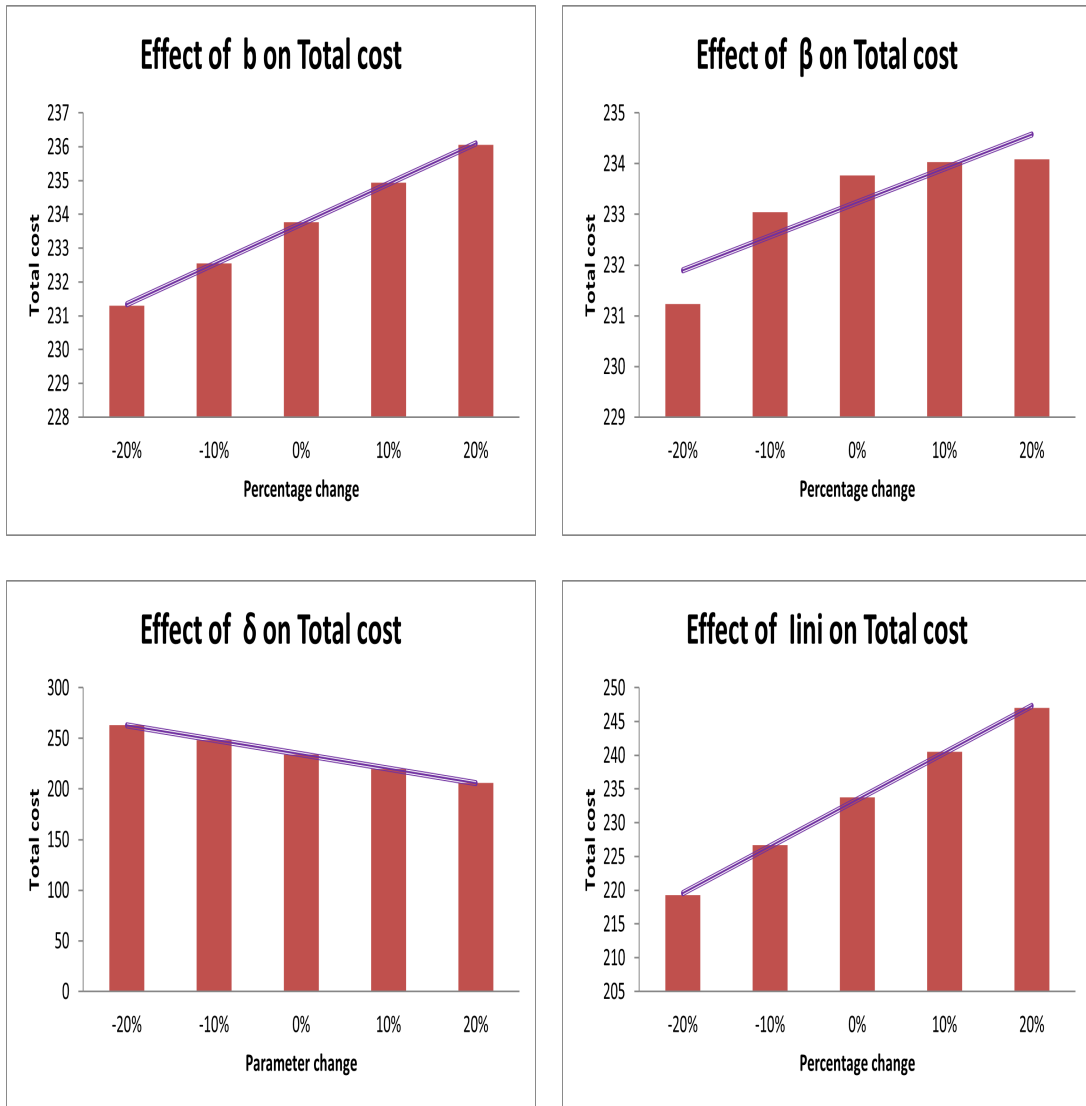 Effect of b on Total cost
237
236
235
234
233
232
231
230
229
228
Total cost
-20% -10% 0% 10% 20%
Percentage change
Effect of β on Total cost
235
234
233
232
231
230
229
Total cost
-20% -10% 0% 10% 20%
Percentage change
Effect of δ on Total cost
300
250
200
150
100
50
0
Total cost
-20% -10% 0% 10% 20%
Parameter change
Effect of Iini on Total cost
250
245
240
235
230
225
220
215
210
205
Total cost
-20% -10% 0% 10% 20%
Percentage change